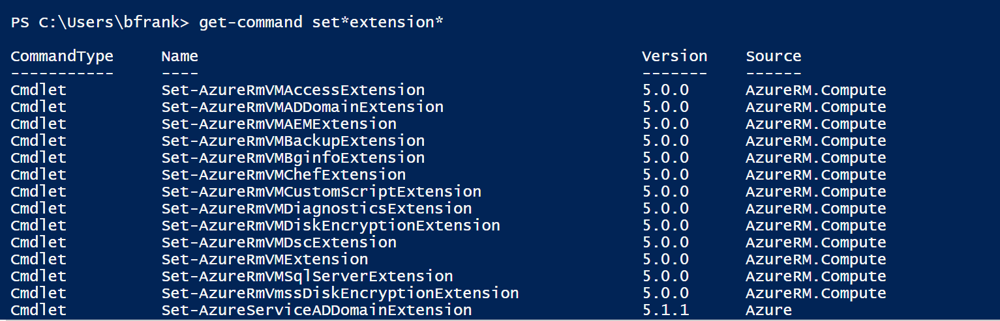 PS C:\Users\bfrank> get-command set*extension*
CommandType Name Version Source
----------- ---- ------- ------
Cmdlet Set-AzureRmVMAccessExtension 5.0.0 AzureRM.Compute
Cmdlet Set-AzureRmVMADDomainExtension 5.0.0 AzureRM.Compute
Cmdlet Set-AzureRmVMAEMExtension 5.0.0 AzureRM.Compute
Cmdlet Set-AzureRmVMBackupExtension 5.0.0 AzureRM.Compute
Cmdlet Set-AzureRmVMBginfoExtension 5.0.0 AzureRM.Compute
Cmdlet Set-AzureRmVMChefExtension 5.0.0 AzureRM.Compute
Cmdlet Set-AzureRmVMCustomScriptExtension 5.0.0 AzureRM.Compute
Cmdlet Set-AzureRmVMDiagnosticsExtension 5.0.0 AzureRM.Compute
Cmdlet Set-AzureRmVMDiskEncryptionExtension 5.0.0 AzureRM.Compute
Cmdlet Set-AzureRmVMDscExtension 5.0.0 AzureRM.Compute
Cmdlet Set-AzureRmVMExtension 5.0.0 AzureRM.Compute
Cmdlet Set-AzureRmVMSqlServerExtension 5.0.0 AzureRM.Compute
Cmdlet Set-AzureRmVmssDiskEncryptionExtension 5.0.0 AzureRM.Compute
Cmdlet Set-AzureServiceADDomainExtension 5.1.1 Azure